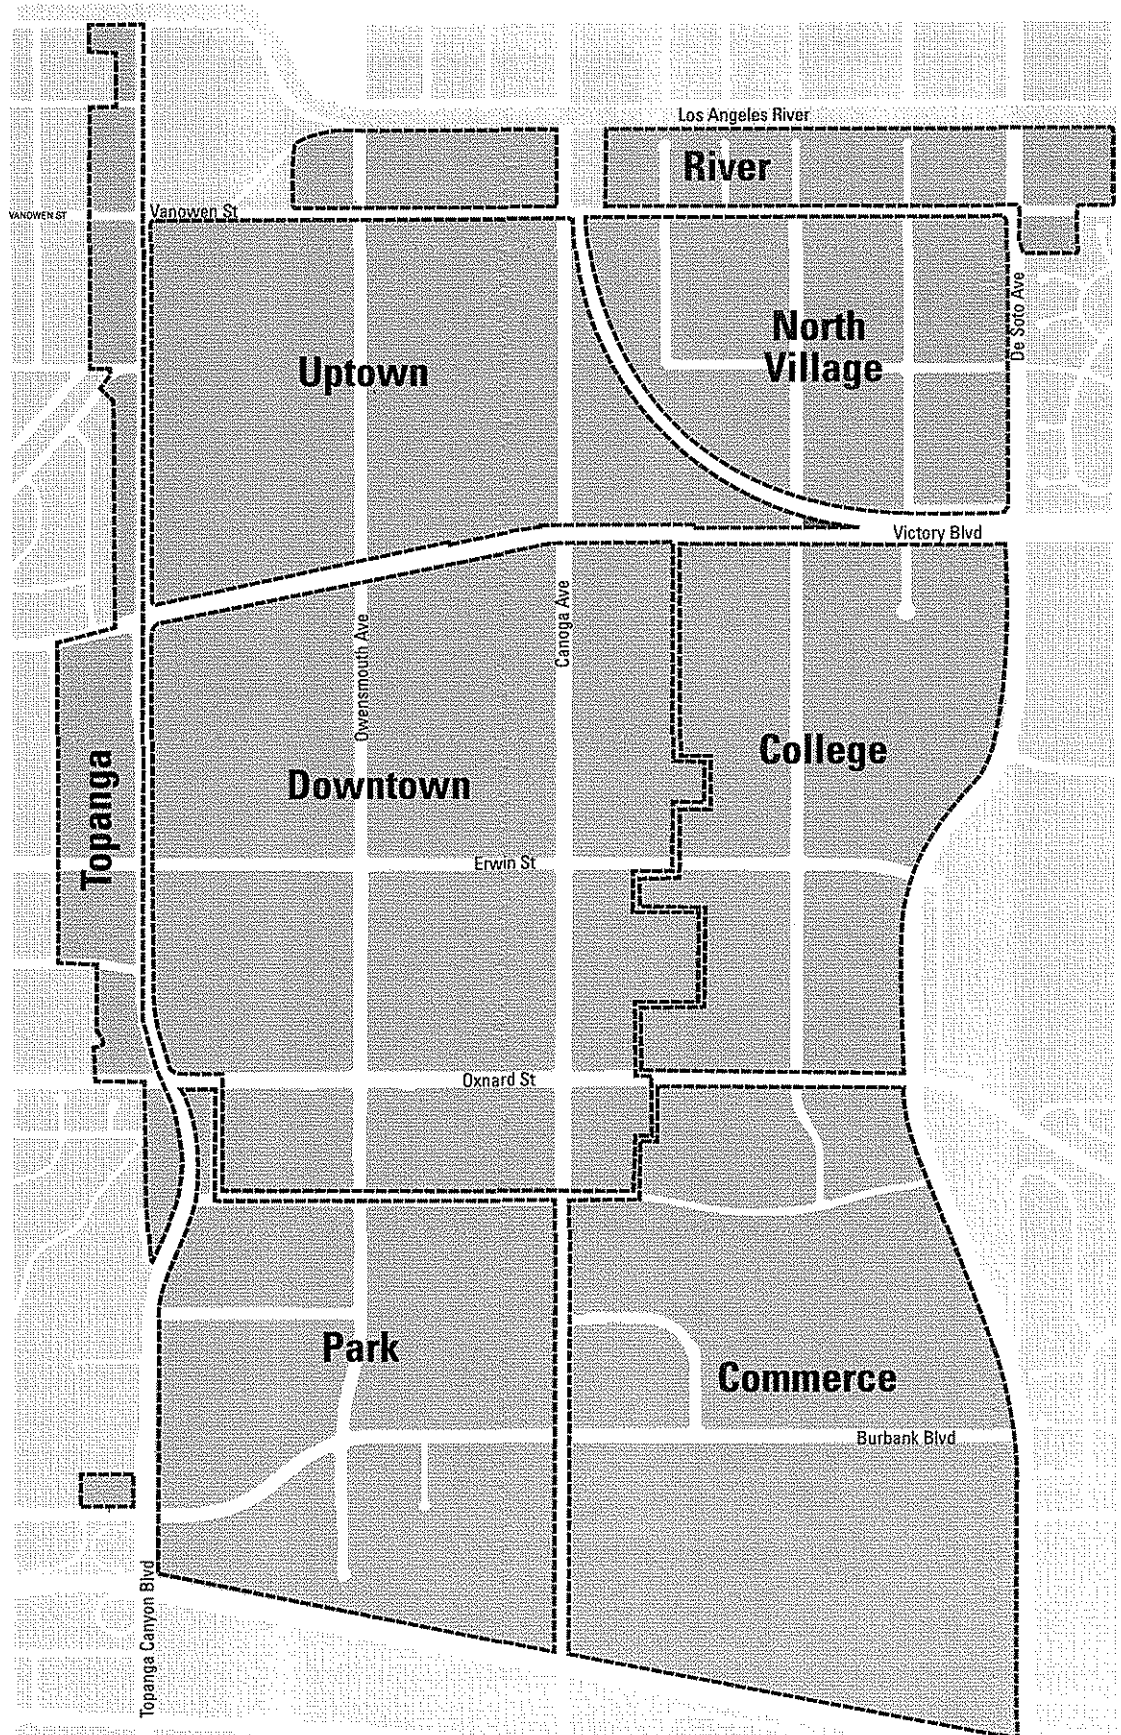 Los Angeles River
River
VANOWEN ST
Vanowen St
De Soto Ave
North
Village
Uptown
Victory Blvd
Canoga Ave
Owensmouth Ave
College
Topanga
Downtown
Erwin St
Oxnard St
Park
Commerce
Burbank Blvd
Topanga Canyon Blvd